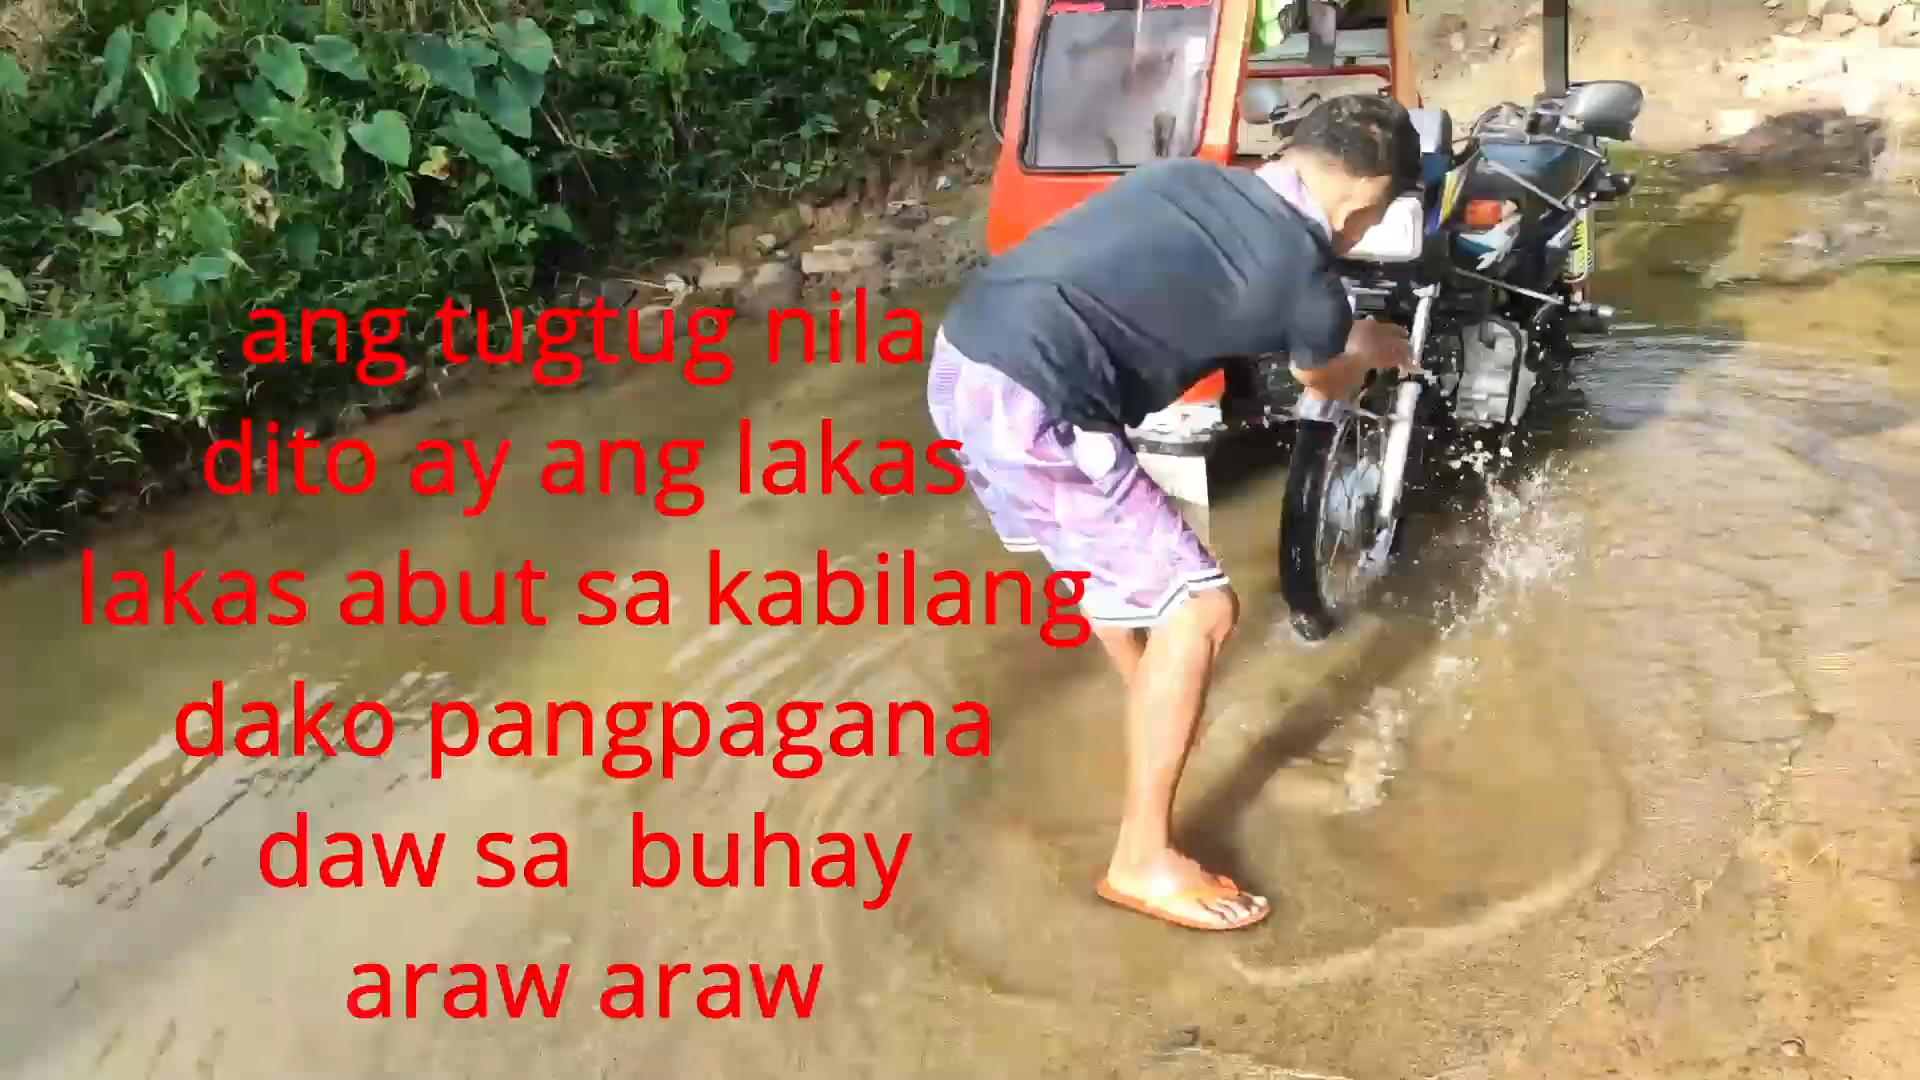 ang tugtug nila
dito ay ang lakas
lakas abut sa kabilang
dako pangpagana
daw sa  buhay
araw araw